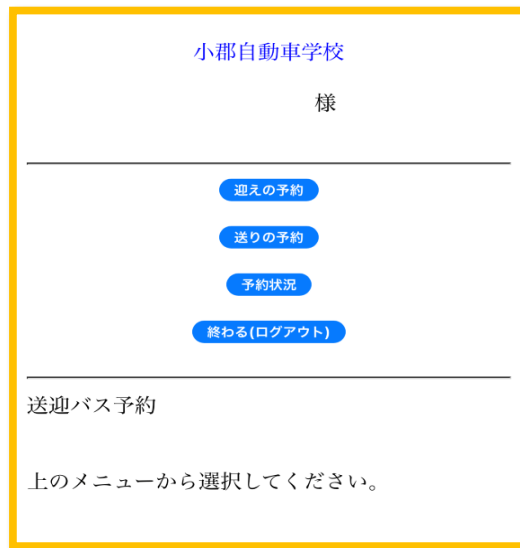 小郡自動車学校
様
迎えの予約
送りの予約
予約状況
終わる(ログアウト)
送迎バス予約
上のメニューから選択してください。